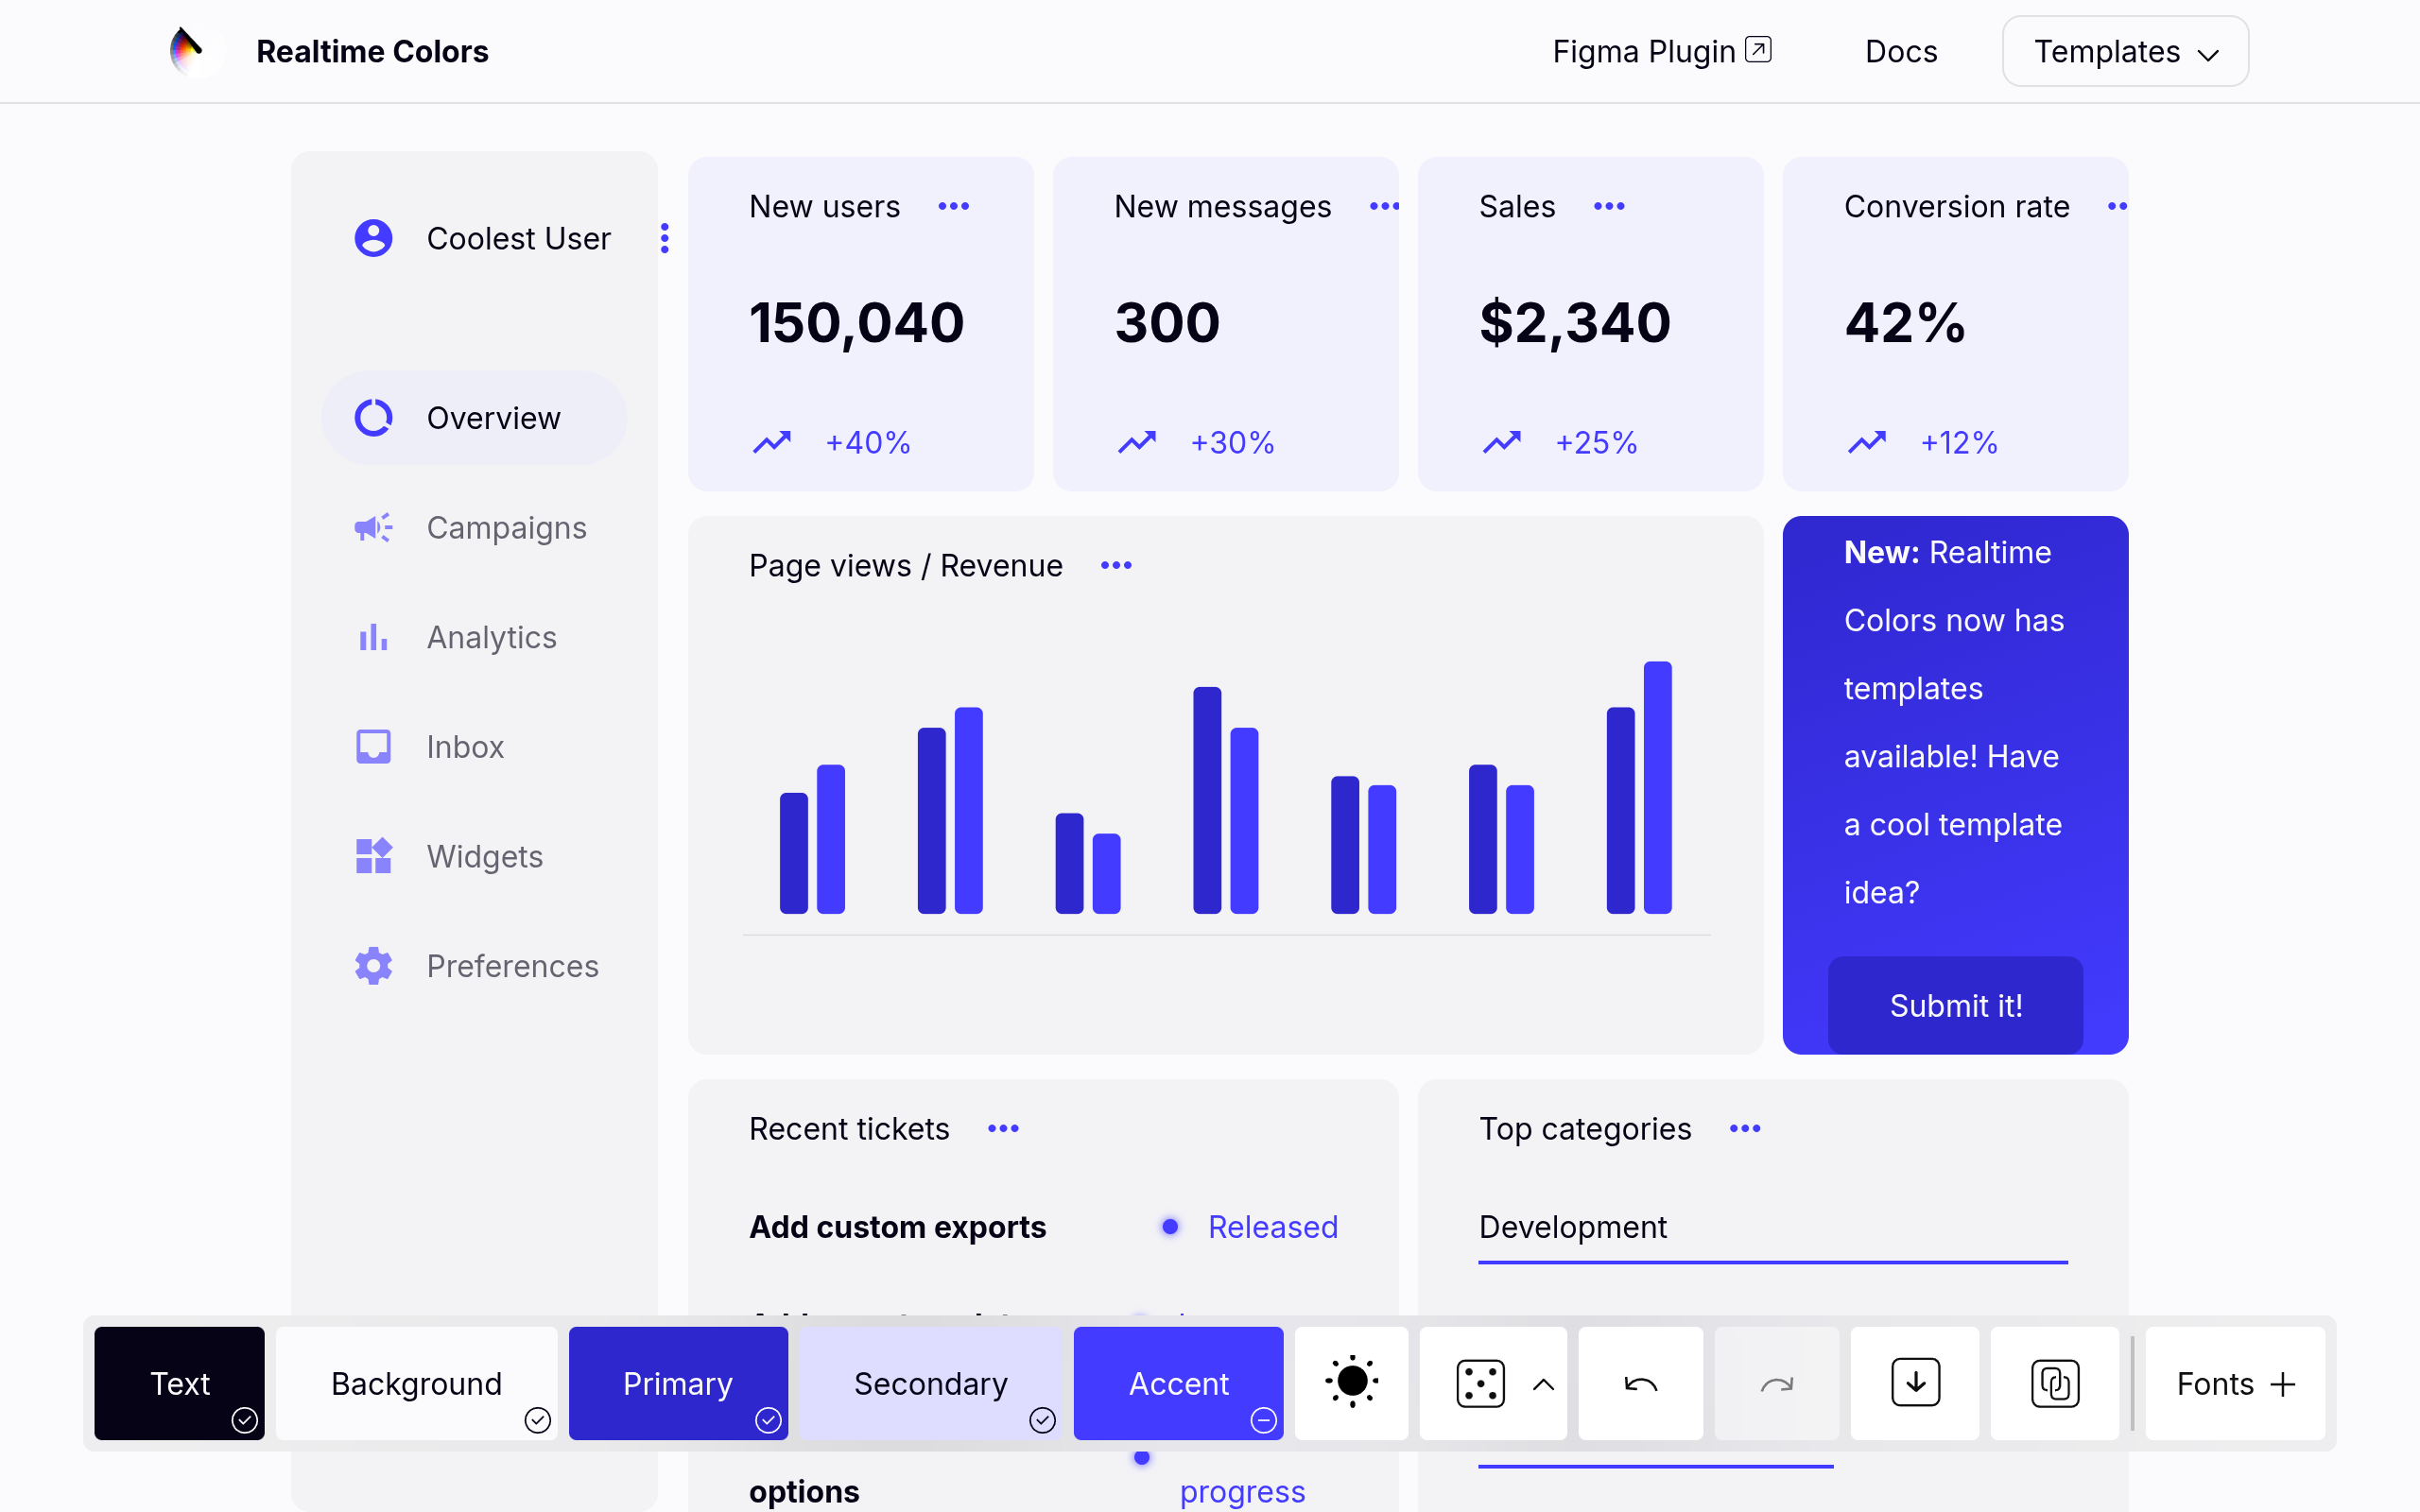 Realtime Colors
Figma Plugin
Docs
Templates
Coolest User
Overview
Campaigns
Analytics
Inbox
Widgets
Preferences
New users
150,040
+40%
New messages
300
+30%
Sales
$2,340
+25%
Conversion rate
42%
+12%
Page views / Revenue
New: Realtime
Colors now has
templates
available! Have
a cool template
idea?
Submit it!
Recent tickets
Add custom exports
Released
options
progress
Top categories
Development
Text
Background
Primary
Secondary
Accent
Fonts